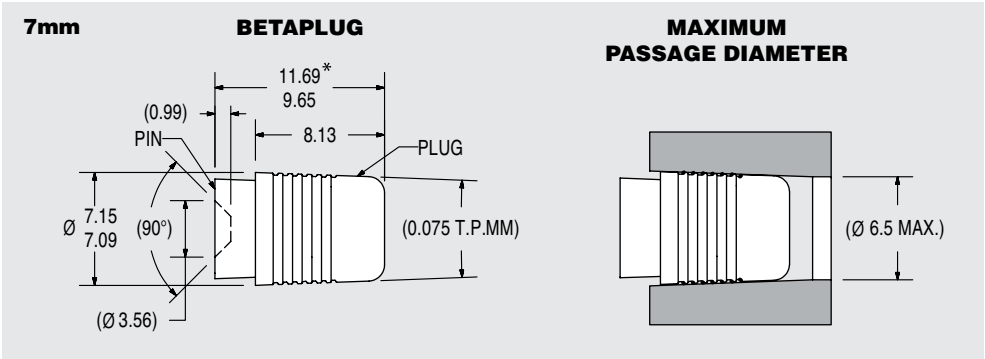 7mm
BETAPLUG
MAXIMUM
PASSAGE DIAMETER
11.69*
9.65
(0.99)
8.13
PIN
PLUG
Ø 7.15
7.09
(90°)
(0.075 T.P.MM)
(Ø 6.5 MAX.)
(Ø 3.56)